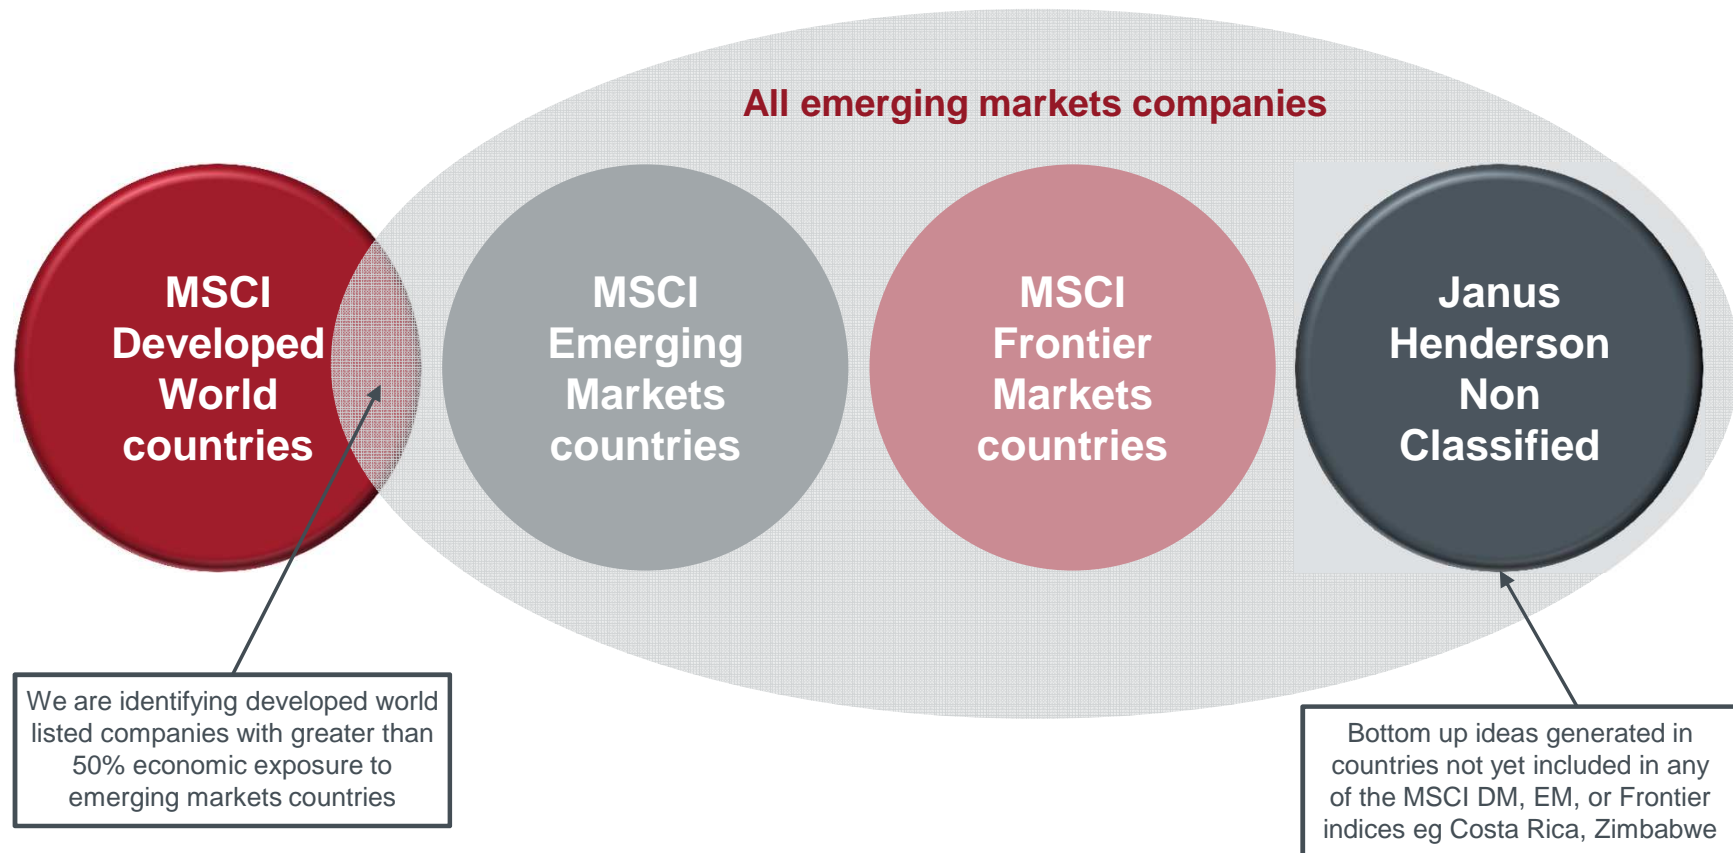 All emerging markets companies
MSCI
Developed
World
countries
MSCI
Emerging
Markets
countries
MSCI
Frontier
Markets
countries
Janus
Henderson
Non
Classified
We are identifying developed world
listed companies with greater than
50% economic exposure to
emerging markets countries
Bottom up ideas generated in
countries not yet included in any
of the MSCI DM, EM, or Frontier
indices eg Costa Rica, Zimbabwe